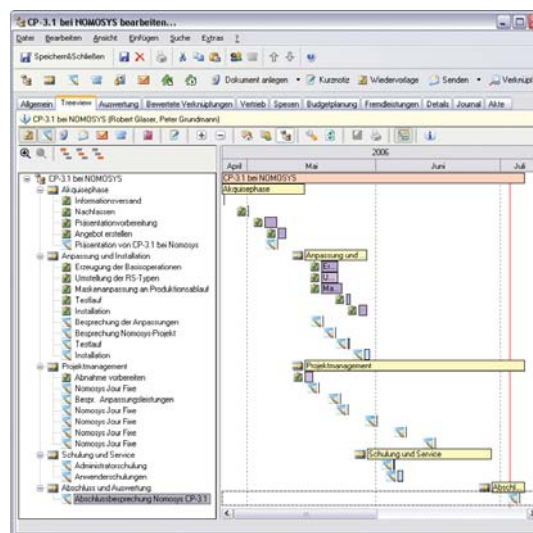 CP-3.1 bei NOMOSYS bearbeiten...
Datei Bearbeiten Ansicht Einfügen Suche Extras ?
Speichern&Schließen
Dokument anlegen Kurznotiz Wiedervorlage Senden Verknüpf
Allgemein Treeview Auswertung Bewertete Verknüpfungen Vertrieb Spesen Budgetplanung Fremdleistungen Details Journal Akte
CP-3.1 bei NOMOSYS (Robert Glaser, Peter Grundmann)
2006
April Mai Juni Juli
CP-3.1 bei NOMOSYS CP-3.1 bei NOMOSYS
Akquisephase Akquisephase
Informationsversand
Nachfassen
Präsentationvorbereitung
Angebot erstellen
Präsentation von CP-3.1 bei Nomosys
Anpassung und Installation Anpassung und ...
Erzeugung der Basisoperationen Er...
Umstellung der RS-Typen U...
Maskenanpassung an Produktionsablauf Ma...
Testlauf
Installation
Besprechung der Anpassungen
Besprechung Nomosys-Projekt
Testlauf
Installation
Projektmanagement Projektmanagement
Abnahme vorbereiten
Nomosys Jour Fixe
Bespr. Anpassungsleistungen
Nomosys Jour Fixe
Nomosys Jour Fixe
Nomosys Jour Fixe
Nomosys Jour Fixe
Schulung und Service Schulung und Service
Administratorschulung
Anwenderschulungen
Abschluss und Auswertung Abschl...
Abschlussbesprechung Nomosys CP-3.1